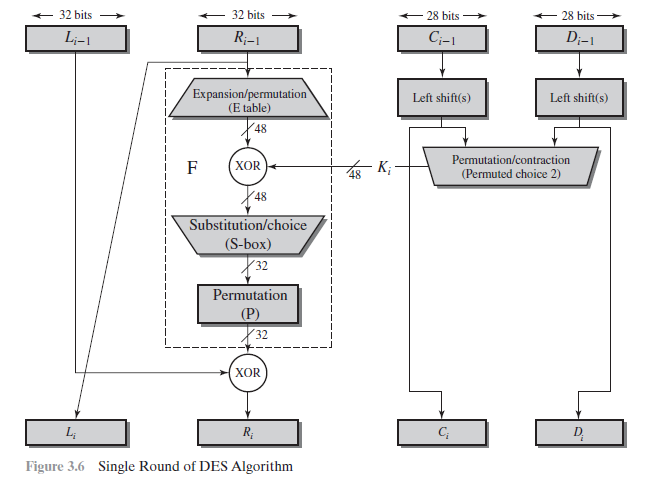 32 bits
32 bits
28 bits
28 bits
Li–1
Ri–1
Ci–1
Di–1
Expansion/permutation
(E table)
Left shift(s)
Left shift(s)
48
F
XOR
48
Ki
Permutation/contraction
(Permuted choice 2)
48
Substitution/choice
(S-box)
32
Permutation
(P)
32
XOR
Li
Ri
Ci
Di
Figure 3.6 Single Round of DES Algorithm